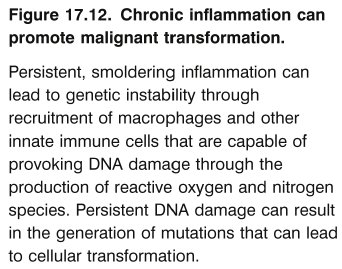 Figure 17.12. Chronic inflammation can
promote malignant transformation.
Persistent, smoldering inflammation can
lead to genetic instability through
recruitment of macrophages and other
innate immune cells that are capable of
provoking DNA damage through the
production of reactive oxygen and nitrogen
species. Persistent DNA damage can result
in the generation of mutations that can lead
to cellular transformation.